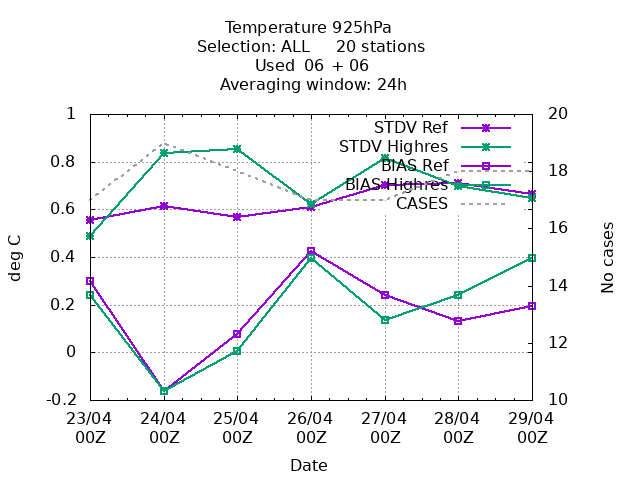 Temperature 925hPa
Selection: ALL     20 stations
Used  06 + 06
Averaging window: 24h
1
0.8
0.6
0.4
0.2
0
-0.2
deg C
20
18
16
14
12
10
No cases
STDV Ref
STDV Highres
BIAS Ref
BIAS Highres
CASES
23/04 24/04 25/04 26/04 27/04 28/04 29/04
00Z 00Z 00Z 00Z 00Z 00Z 00Z
Date